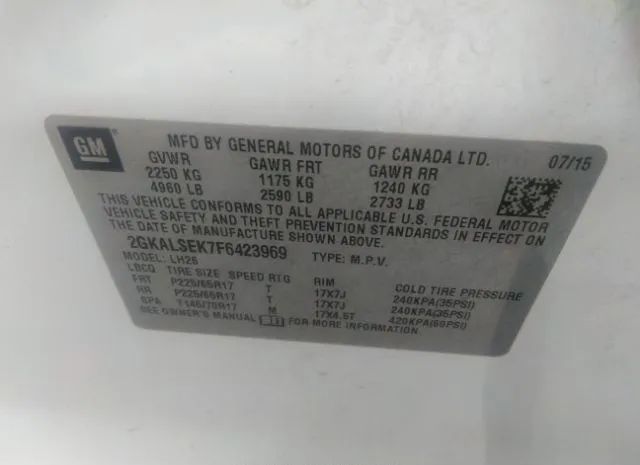 GM
MFD BY GENERAL MOTORS OF CANADA LTD. 07/15
GVWR GAWR FRT GAWR RR
2250 KG 1175 KG 1240 KG
4960 LB 2590 LB 2733 LB
THIS VEHICLE CONFORMS TO ALL APPLICABLE U.S. FEDERAL MOTOR
VEHICLE SAFETY AND THEFT PREVENTION STANDARDS IN EFFECT ON
THE DATE OF MANUFACTURE SHOWN ABOVE.
2GKALSEK7F6423969 TYPE: M.P.V.
MODEL: LH26
LBCQ TIRE SIZE SPEED RTG RIM COLD TIRE PRESSURE
FRT P225/65R17 T 17X7J 240KPA(35PSI)
RR P225/65R17 T 17X7J 240KPA(35PSI)
SPA T145/70R17 M 17X4.5T 420KPA(60PSI)
SEE OWNER'S MANUAL FOR MORE INFORMATION